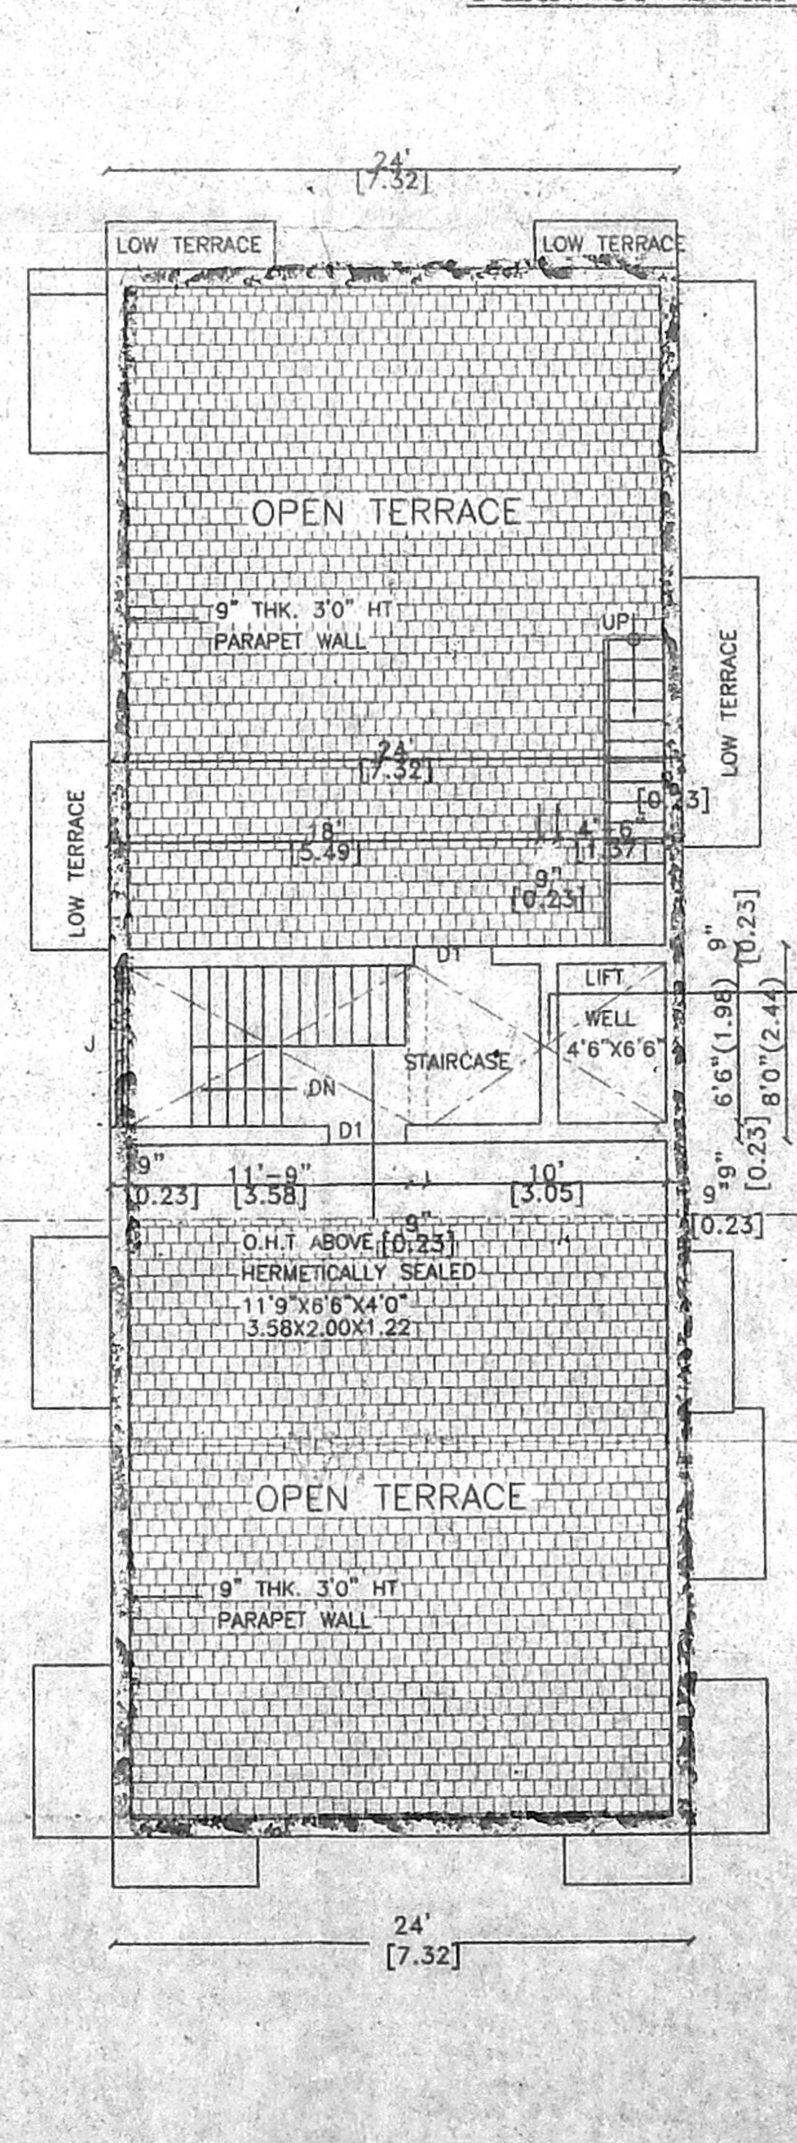 24'
[7.32]
LOW TERRACE
LOW TERRACE
OPEN TERRACE
9" THK. 3'0" HT
PARAPET WALL
UP
LOW TERRACE
24'
[7.32]
LOW TERRACE
18'
[5.49]
4'-6"
[1.37]
9"
[0.23]
D1
LIFT
WELL
4'6"X6'6"
STAIRCASE
DN
D1
9"
[0.23]
6'6"(1.98)
8'0"(2.44)
9"
[0.23]
9"
[0.23]
11'-9"
[3.58]
10'
[3.05]
9"
[0.23]
9"
[0.23]
O.H.T. ABOVE
HERMETICALLY SEALED
11'9"X6'6"X4'0"
3.58X2.00X1.22
OPEN TERRACE
9" THK. 3'0" HT
PARAPET WALL
24'
[7.32]